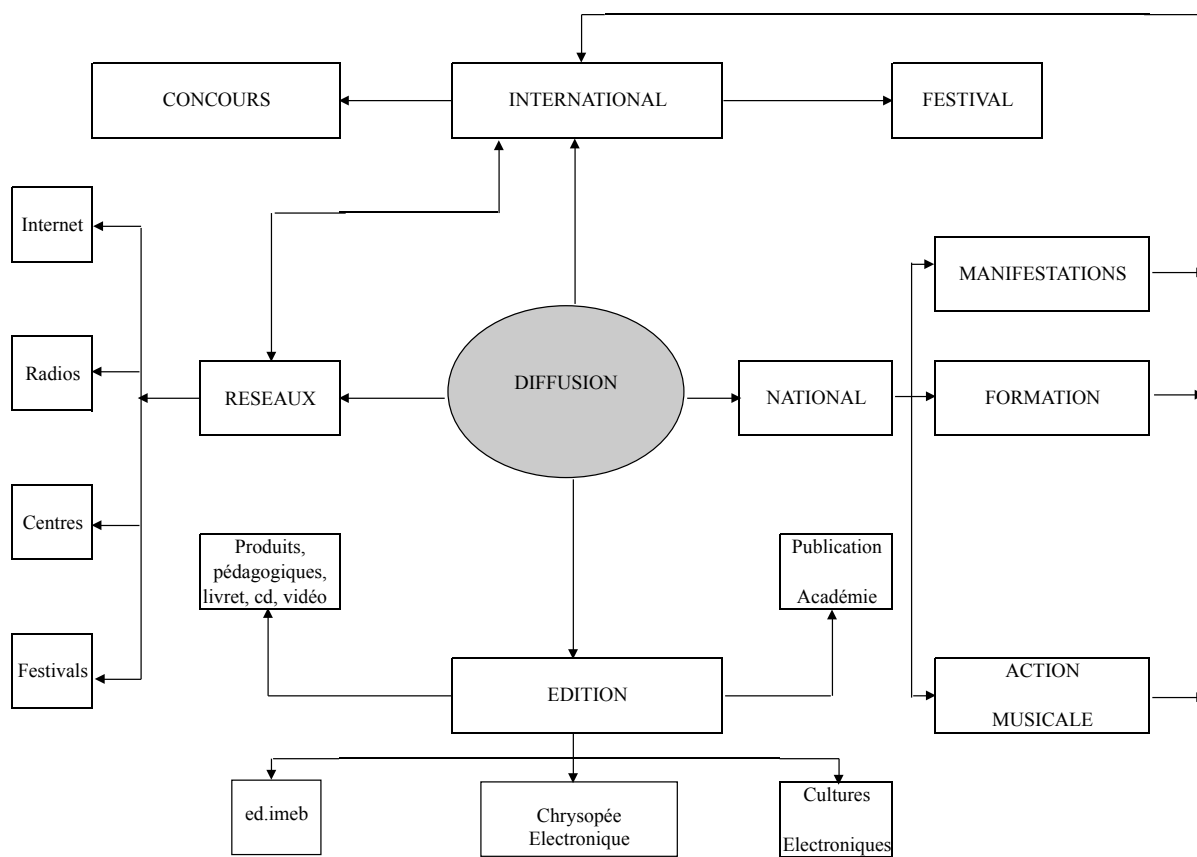 CONCOURS
INTERNATIONAL
FESTIVAL
Internet
MANIFESTATIONS
Radios
RESEAUX
DIFFUSION
NATIONAL
FORMATION
Centres
Produits,
pédagogiques,
livret, cd, vidéo
Publication
Académie
Festivals
EDITION
ACTION
MUSICALE
ed.imeb
Chrysopée
Electronique
Cultures
Electroniques